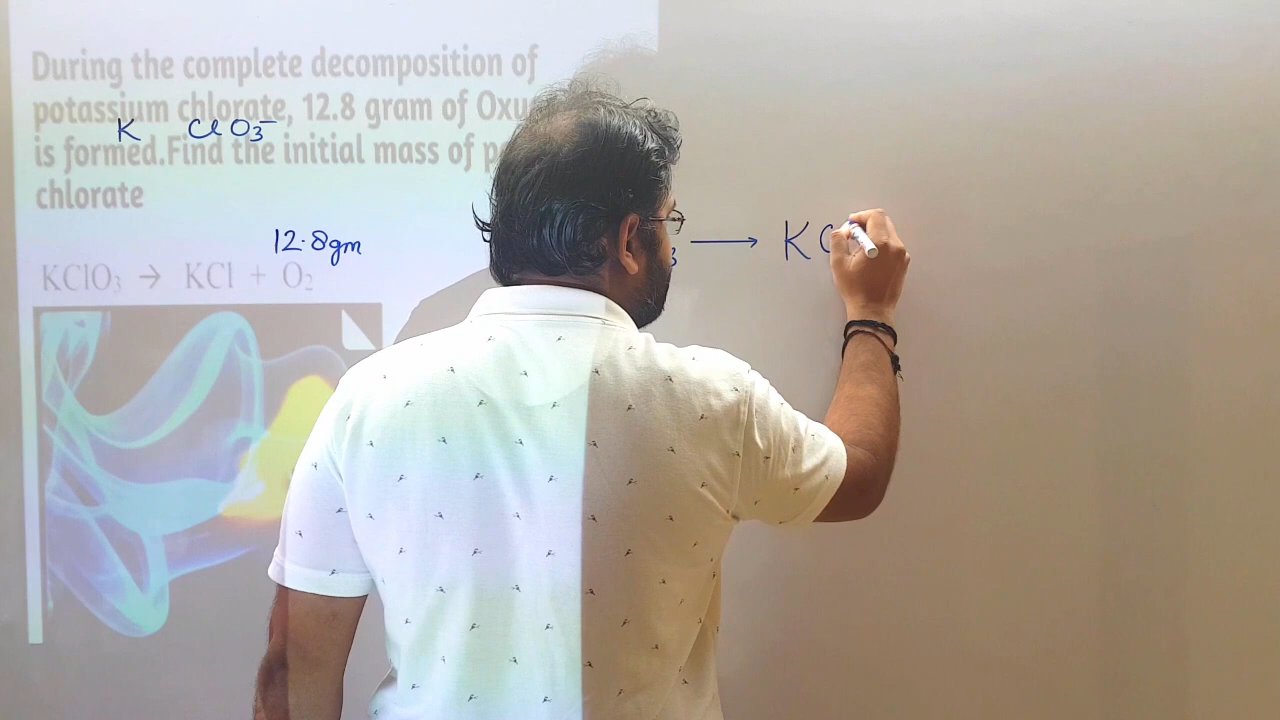 During the complete decomposition of
potassium chlorate, 12.8 gram of
K ClO₃⁻
is formed.Find the initial mass of
chlorate
12.8gm
₃ ⟶ K
KClO₃ → KCl + O₂